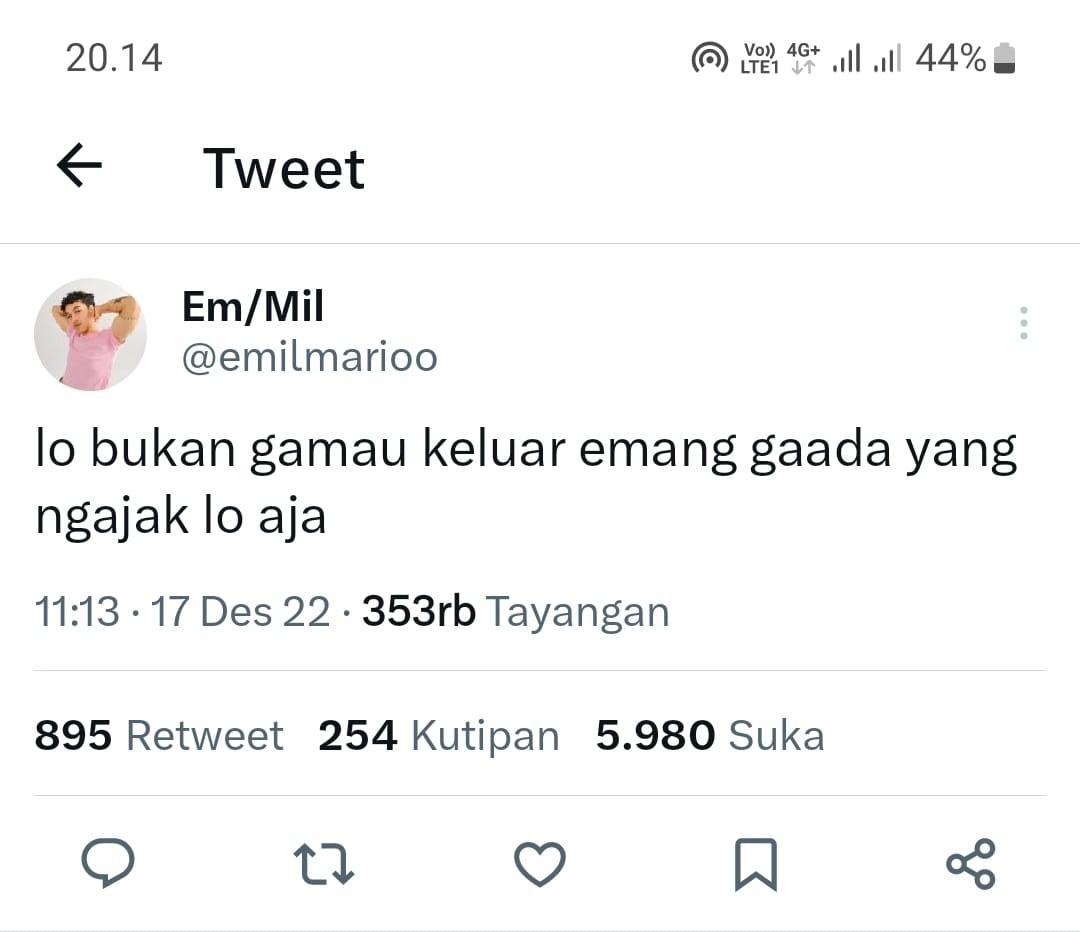 20.14
Vo)) 4G+
LTE1
44%
Tweet
Em/Mil
@emilmarioo
lo bukan gamau keluar emang gaada yang
ngajak lo aja
11:13 · 17 Des 22 · 353rb Tayangan
895 Retweet 254 Kutipan 5.980 Suka